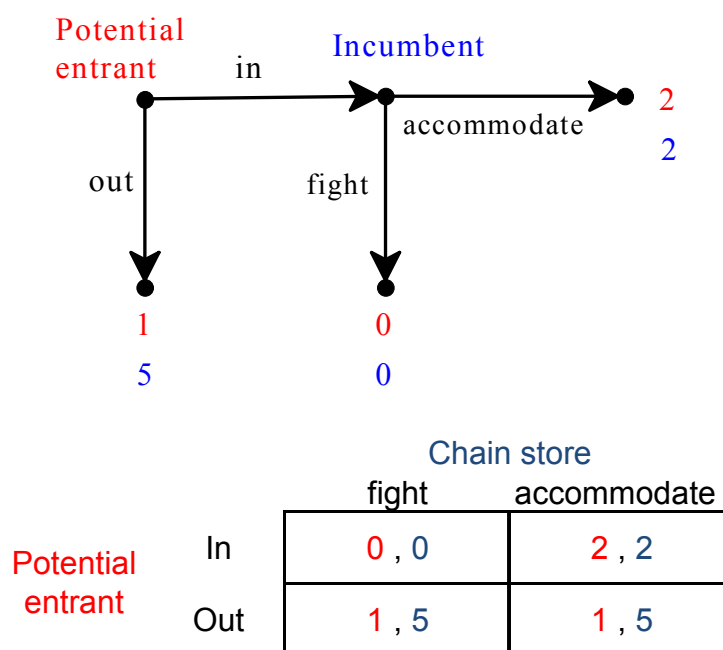 Potential
entrant
in
Incumbent
accommodate
2
2
out
fight
1
0
5
0
Chain store
fight accommodate
In 0 , 0 2 , 2
Potential
entrant
Out 1 , 5 1 , 5